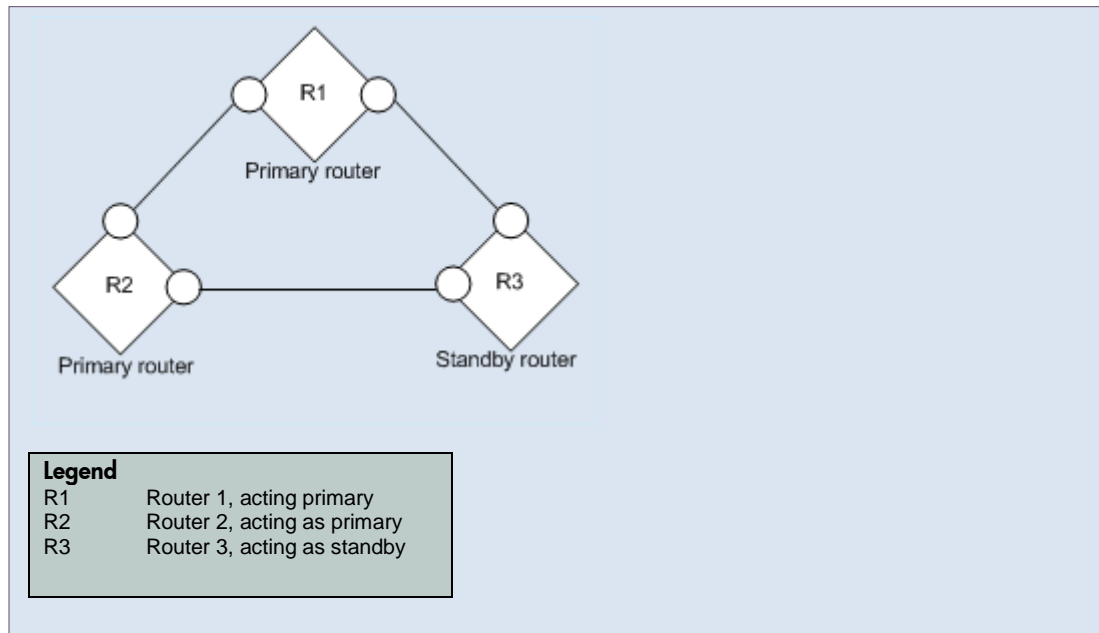 R1
Primary router
R2
R3
Primary router
Standby router
Legend
R1 Router 1, acting primary
R2 Router 2, acting as primary
R3 Router 3, acting as standby